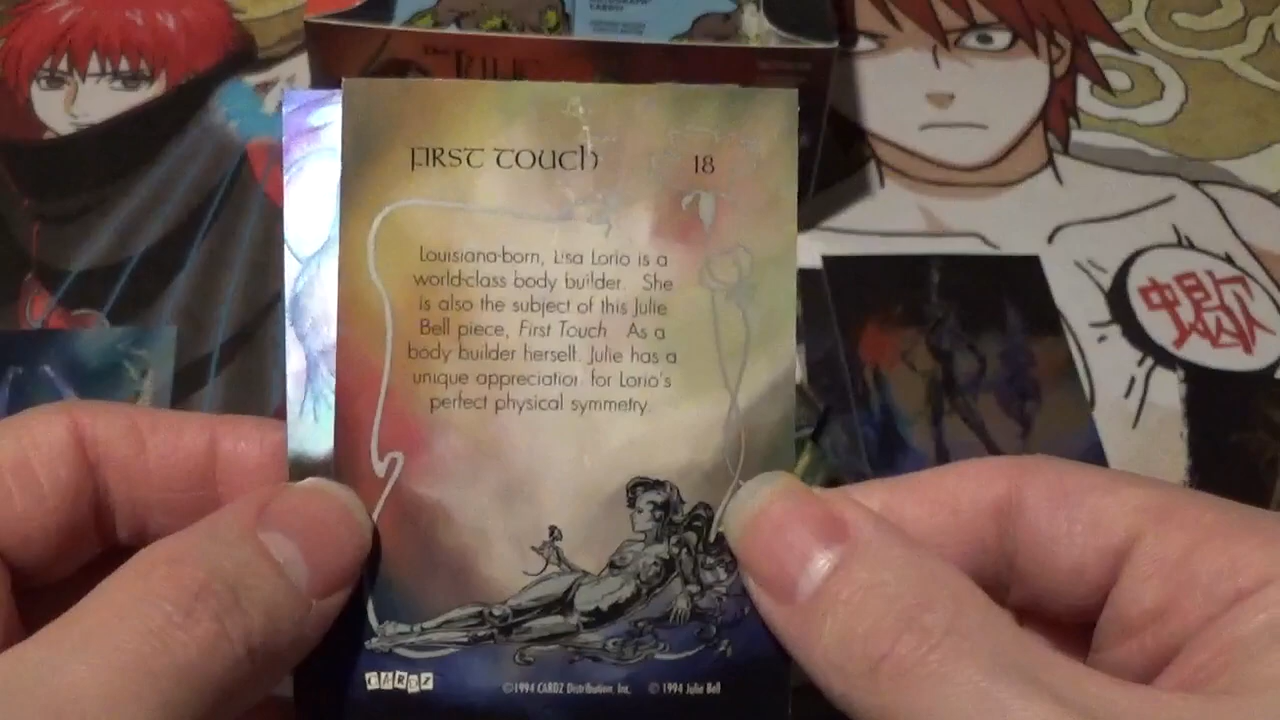 FIRST TOUCH
18
Louisiana-born, Lisa Lorio is a
world-class body builder. She
is also the subject of this Julie
Bell piece, First Touch. As a
body builder herself, Julie has a
unique appreciation for Lorio's
perfect physical symmetry.
CARDZ
©1994 CARDZ Distribution, Inc. © 1994 Julie Bell
蠍